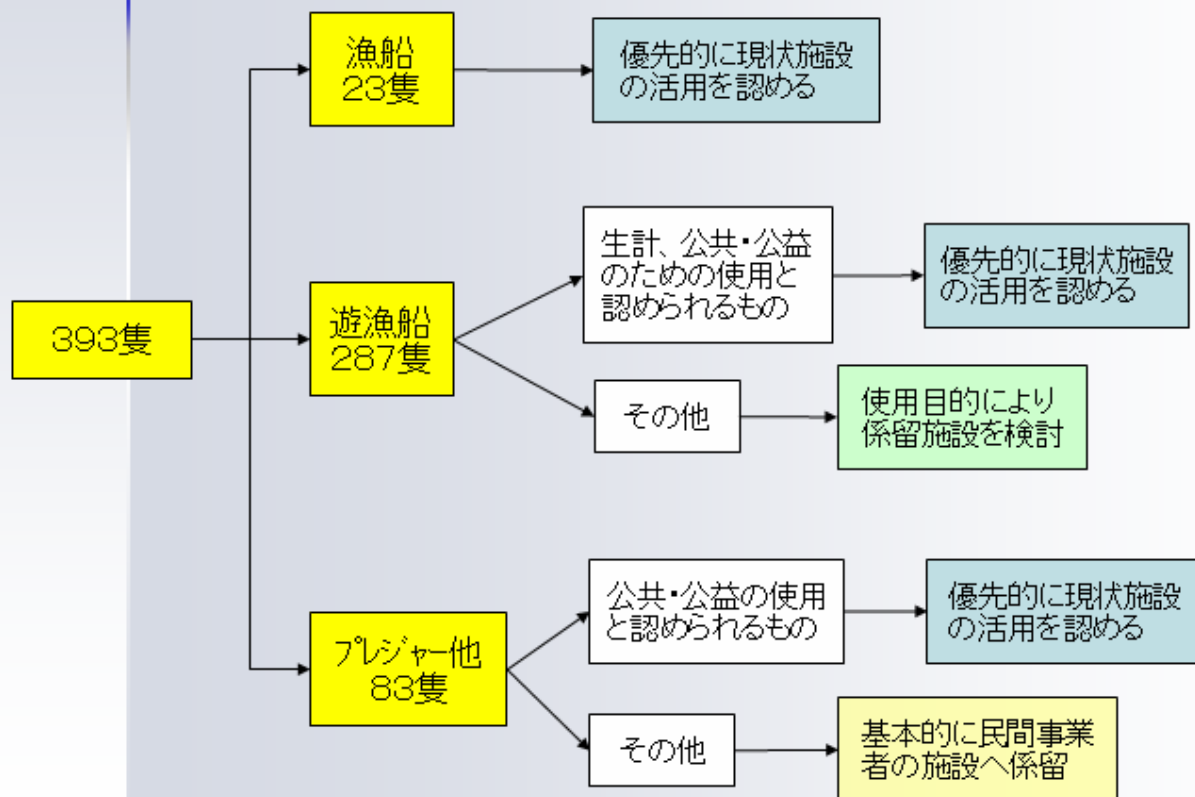 393隻
漁船
23隻
優先的に現状施設
の活用を認める
遊漁船
287隻
生計、公共・公益
のための使用と
認められるもの
優先的に現状施設
の活用を認める
その他
使用目的により
係留施設を検討
プレジャー他
83隻
公共・公益の使用
と認められるもの
優先的に現状施設
の活用を認める
その他
基本的に民間事業
者の施設へ係留